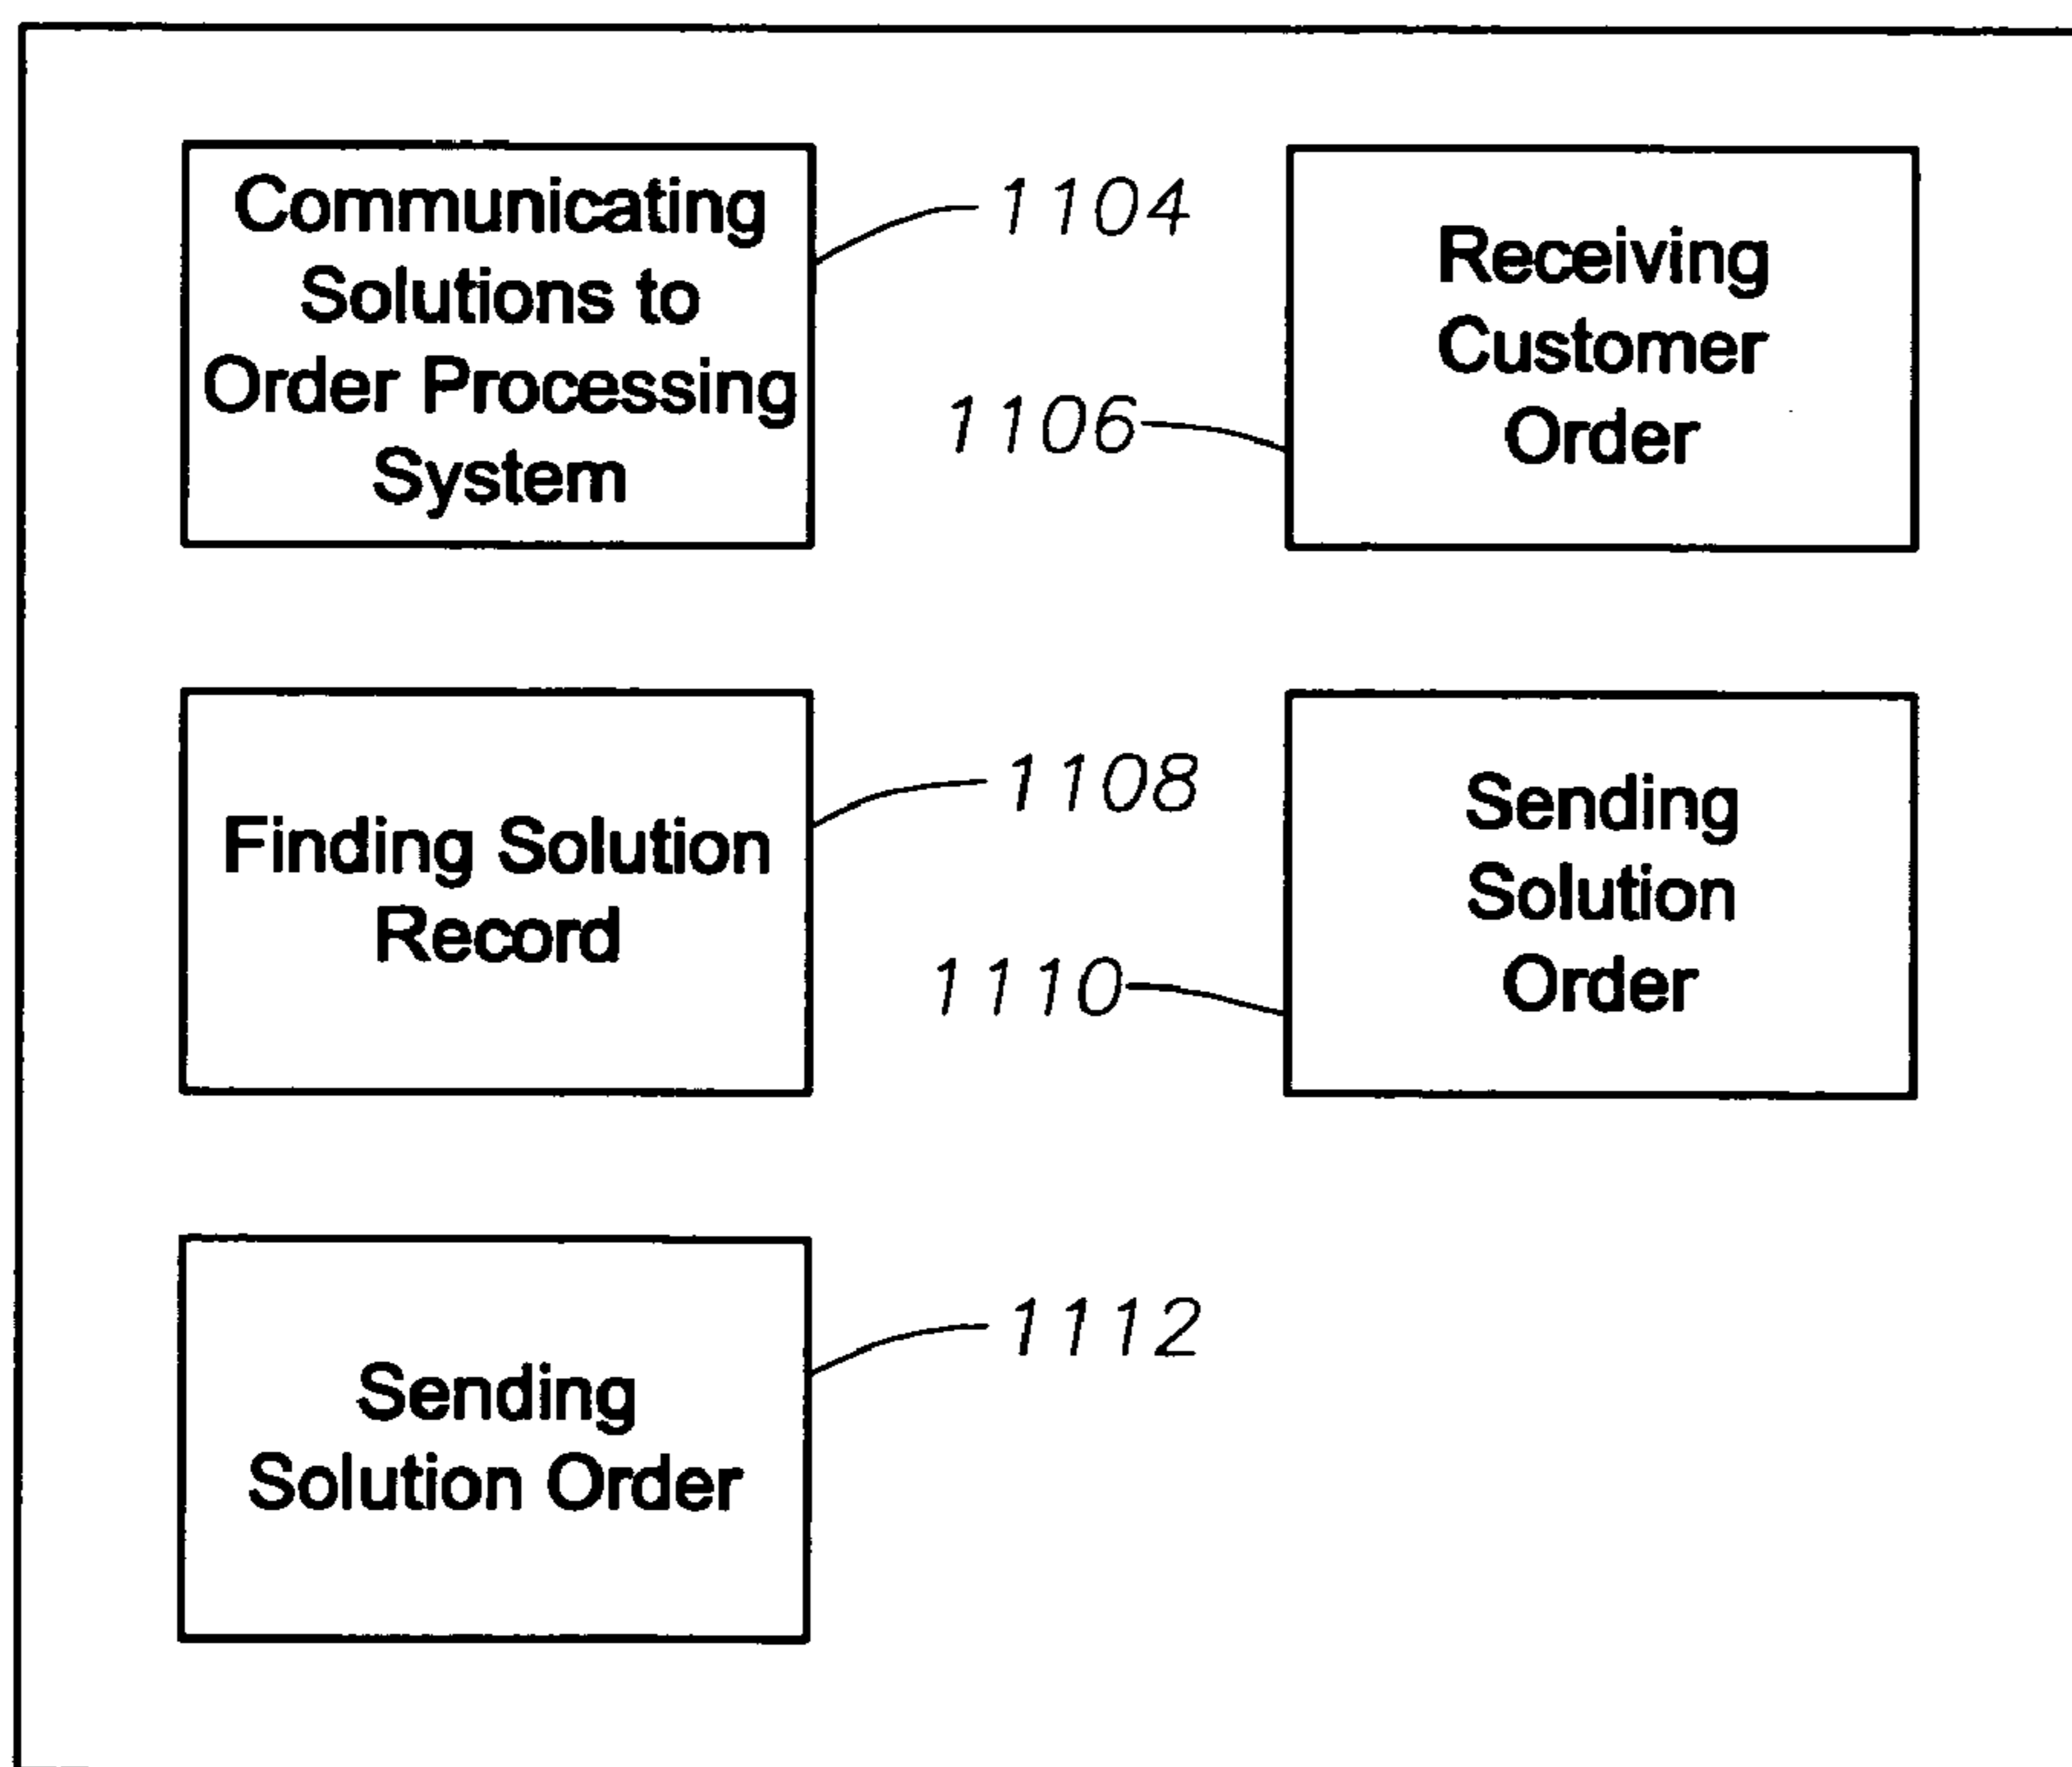 Communicating
Solutions to
Order Processing
System
1104
1106
Receiving
Customer
Order
Finding Solution
Record
1108
1110
Sending
Solution
Order
Sending
Solution Order
1112